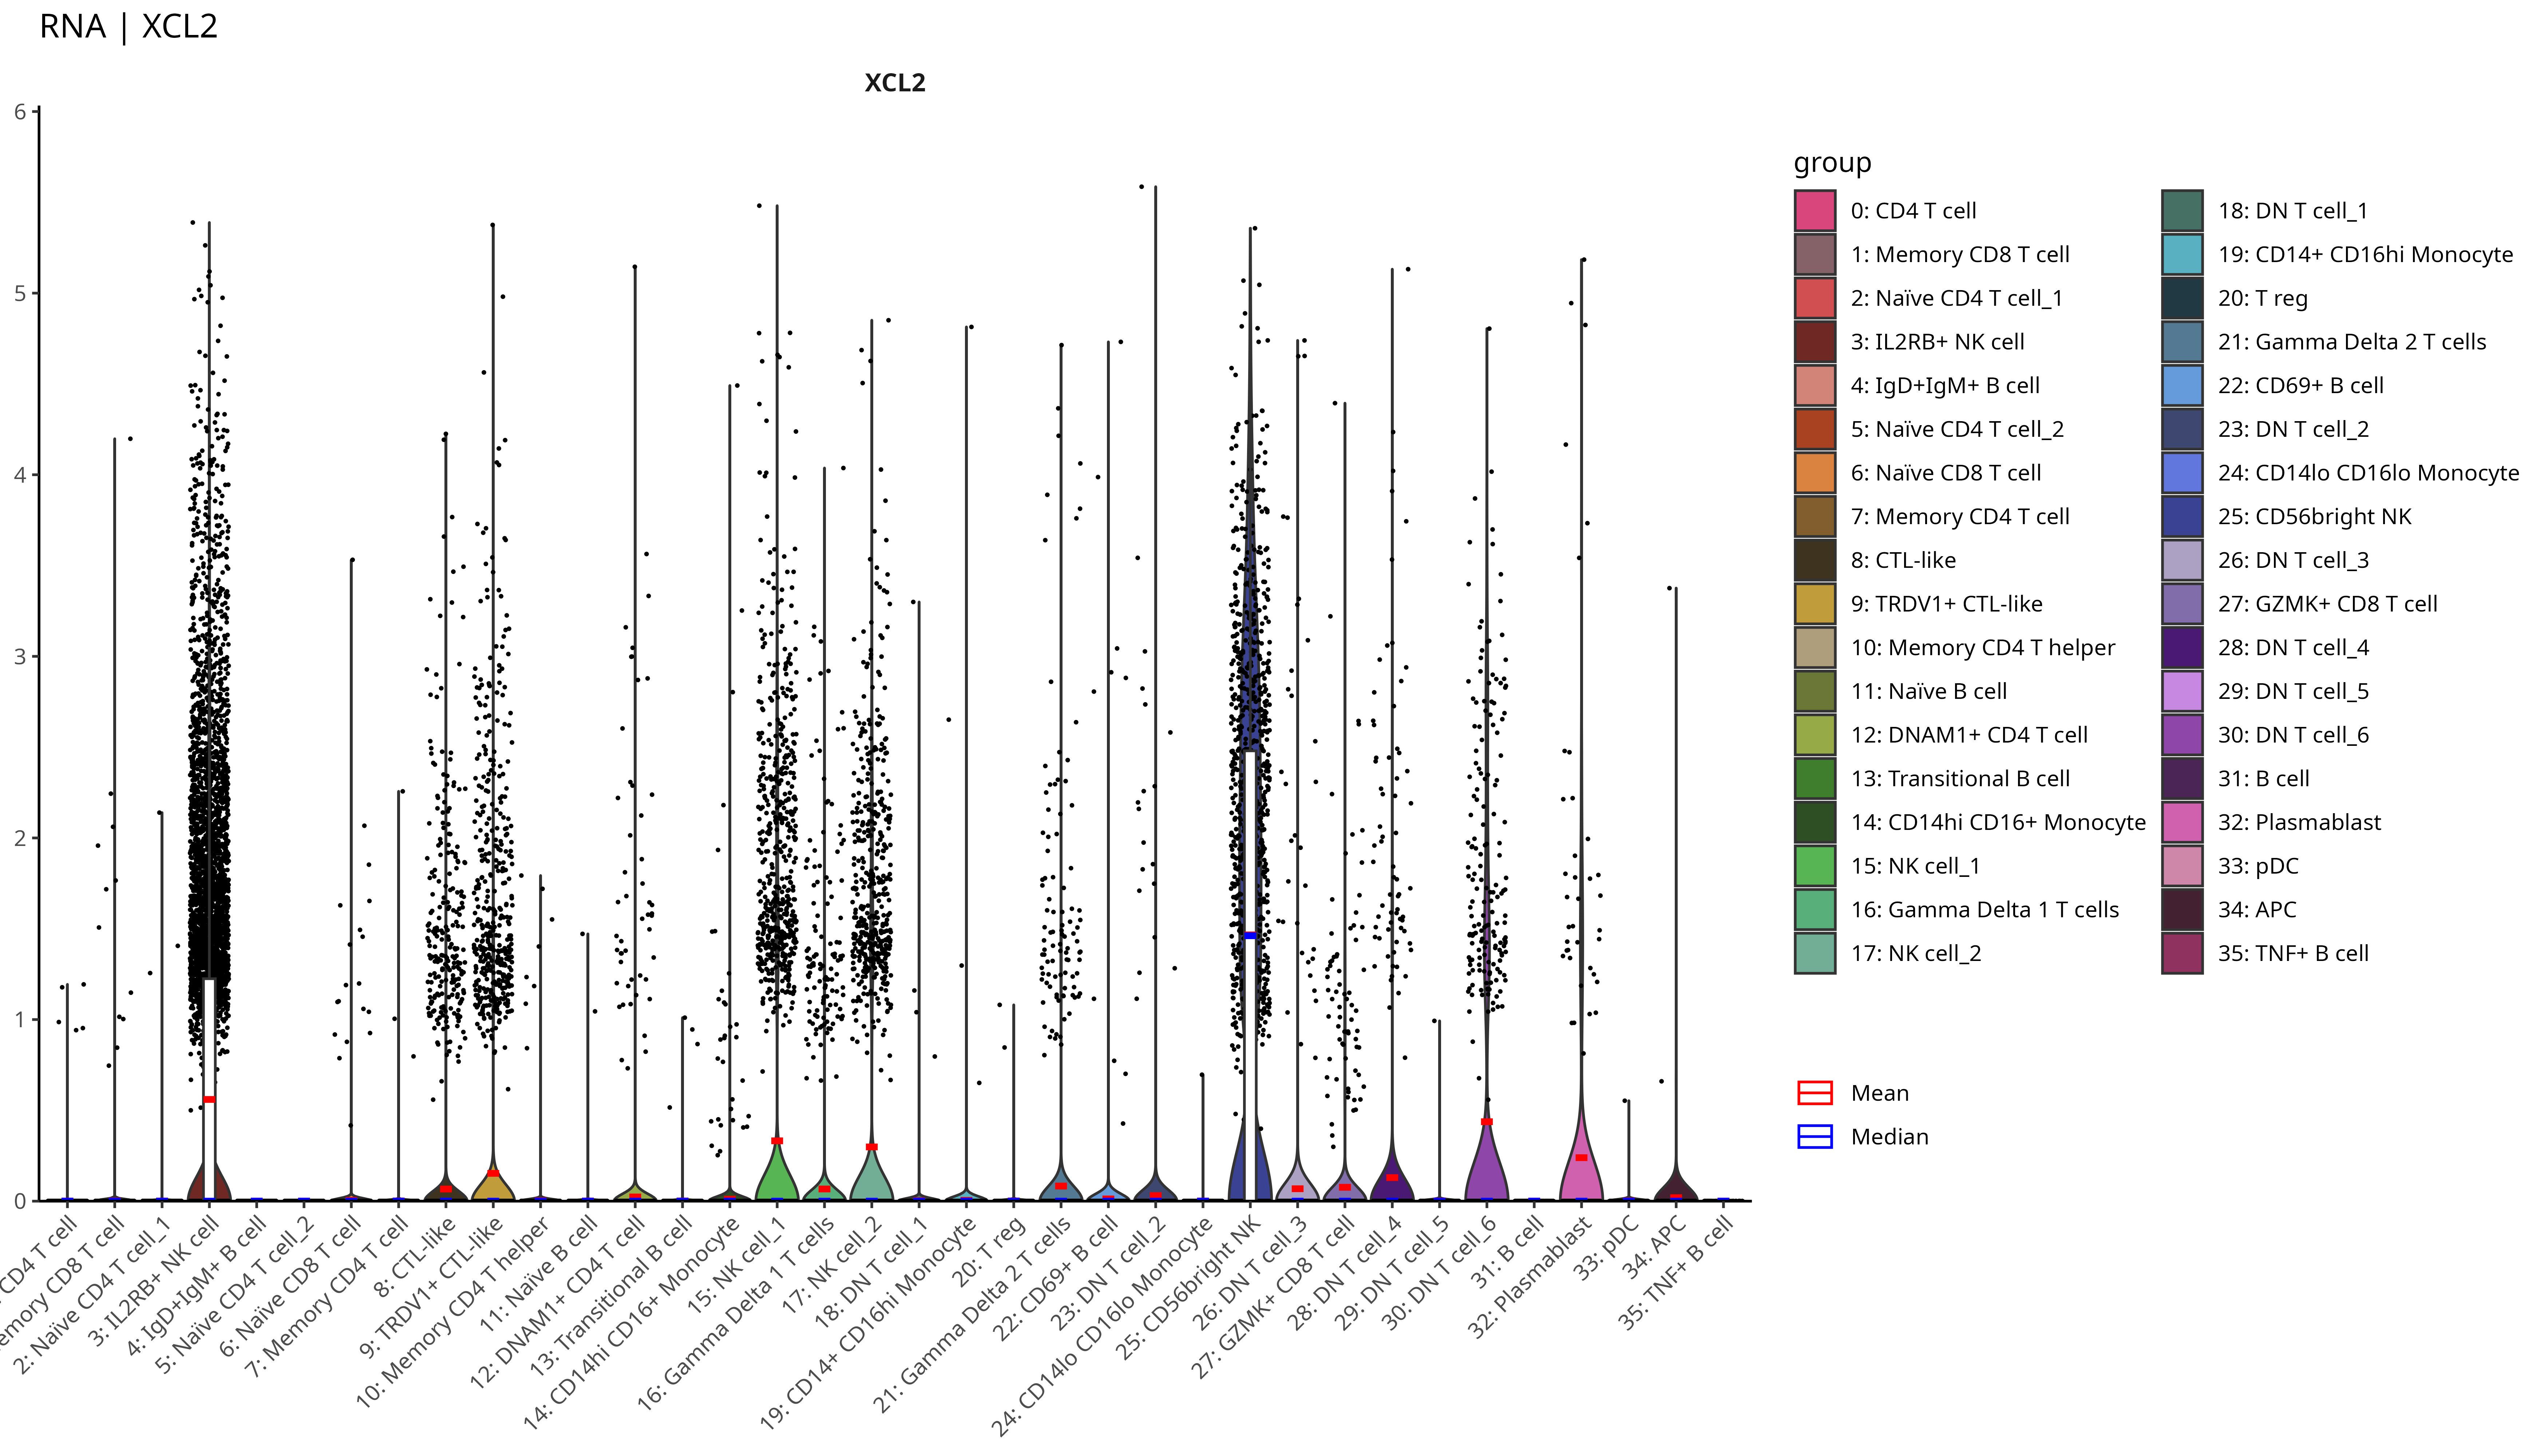 RNA | XCL2
XCL2
6
5
4
3
2
1
0
CD4 T cell
2: Naïve CD4 T cell_1
3: IL2RB+ NK cell
4: IgD+IgM+ B cell
5: Naïve CD4 T cell_2
6: Naïve CD8 T cell
7: Memory CD4 T cell
8: CTL-like
9: TRDV1+ CTL-like
10: Memory CD4 T helper
11: Naïve B cell
12: DNAM1+ CD4 T cell
13: Transitional B cell
14: CD14hi CD16+ Monocyte
15: NK cell_1
16: Gamma Delta 1 T cells
17: NK cell_2
18: DN T cell_1
19: CD14+ CD16hi Monocyte
20: T reg
21: Gamma Delta 2 T cells
22: CD69+ B cell
23: DN T cell_2
24: CD14lo CD16lo Monocyte
25: CD56bright NK
26: DN T cell_3
27: GZMK+ CD8 T cell
28: DN T cell_4
29: DN T cell_5
30: DN T cell_6
31: B cell
32: Plasmablast
33: pDC
34: APC
35: TNF+ B cell
group
0: CD4 T cell
1: Memory CD8 T cell
2: Naïve CD4 T cell_1
3: IL2RB+ NK cell
4: IgD+IgM+ B cell
5: Naïve CD4 T cell_2
6: Naïve CD8 T cell
7: Memory CD4 T cell
8: CTL-like
9: TRDV1+ CTL-like
10: Memory CD4 T helper
11: Naïve B cell
12: DNAM1+ CD4 T cell
13: Transitional B cell
14: CD14hi CD16+ Monocyte
15: NK cell_1
16: Gamma Delta 1 T cells
17: NK cell_2
18: DN T cell_1
19: CD14+ CD16hi Monocyte
20: T reg
21: Gamma Delta 2 T cells
22: CD69+ B cell
23: DN T cell_2
24: CD14lo CD16lo Monocyte
25: CD56bright NK
26: DN T cell_3
27: GZMK+ CD8 T cell
28: DN T cell_4
29: DN T cell_5
30: DN T cell_6
31: B cell
32: Plasmablast
33: pDC
34: APC
35: TNF+ B cell
Mean
Median